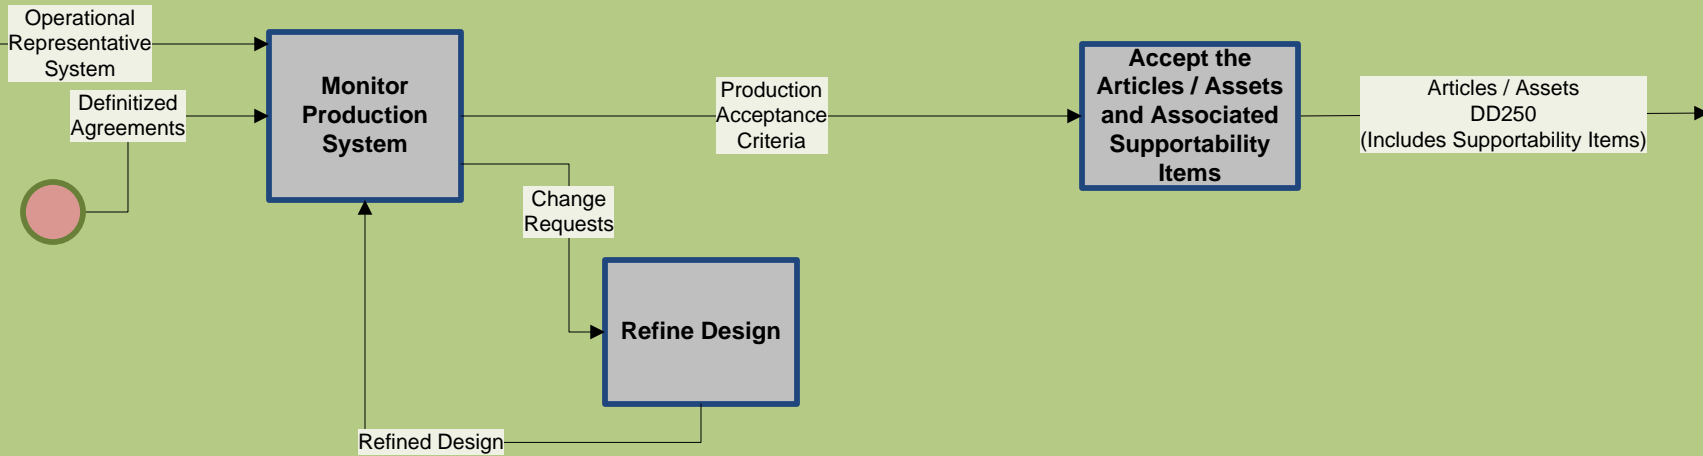 Operational
Representative
System
Definitized
Agreements
Monitor
Production
System
Production
Acceptance
Criteria
Change
Requests
Refine Design
Refined Design
Accept the
Articles / Assets
and Associated
Supportability
Items
Articles / Assets
DD250
(Includes Supportability Items)